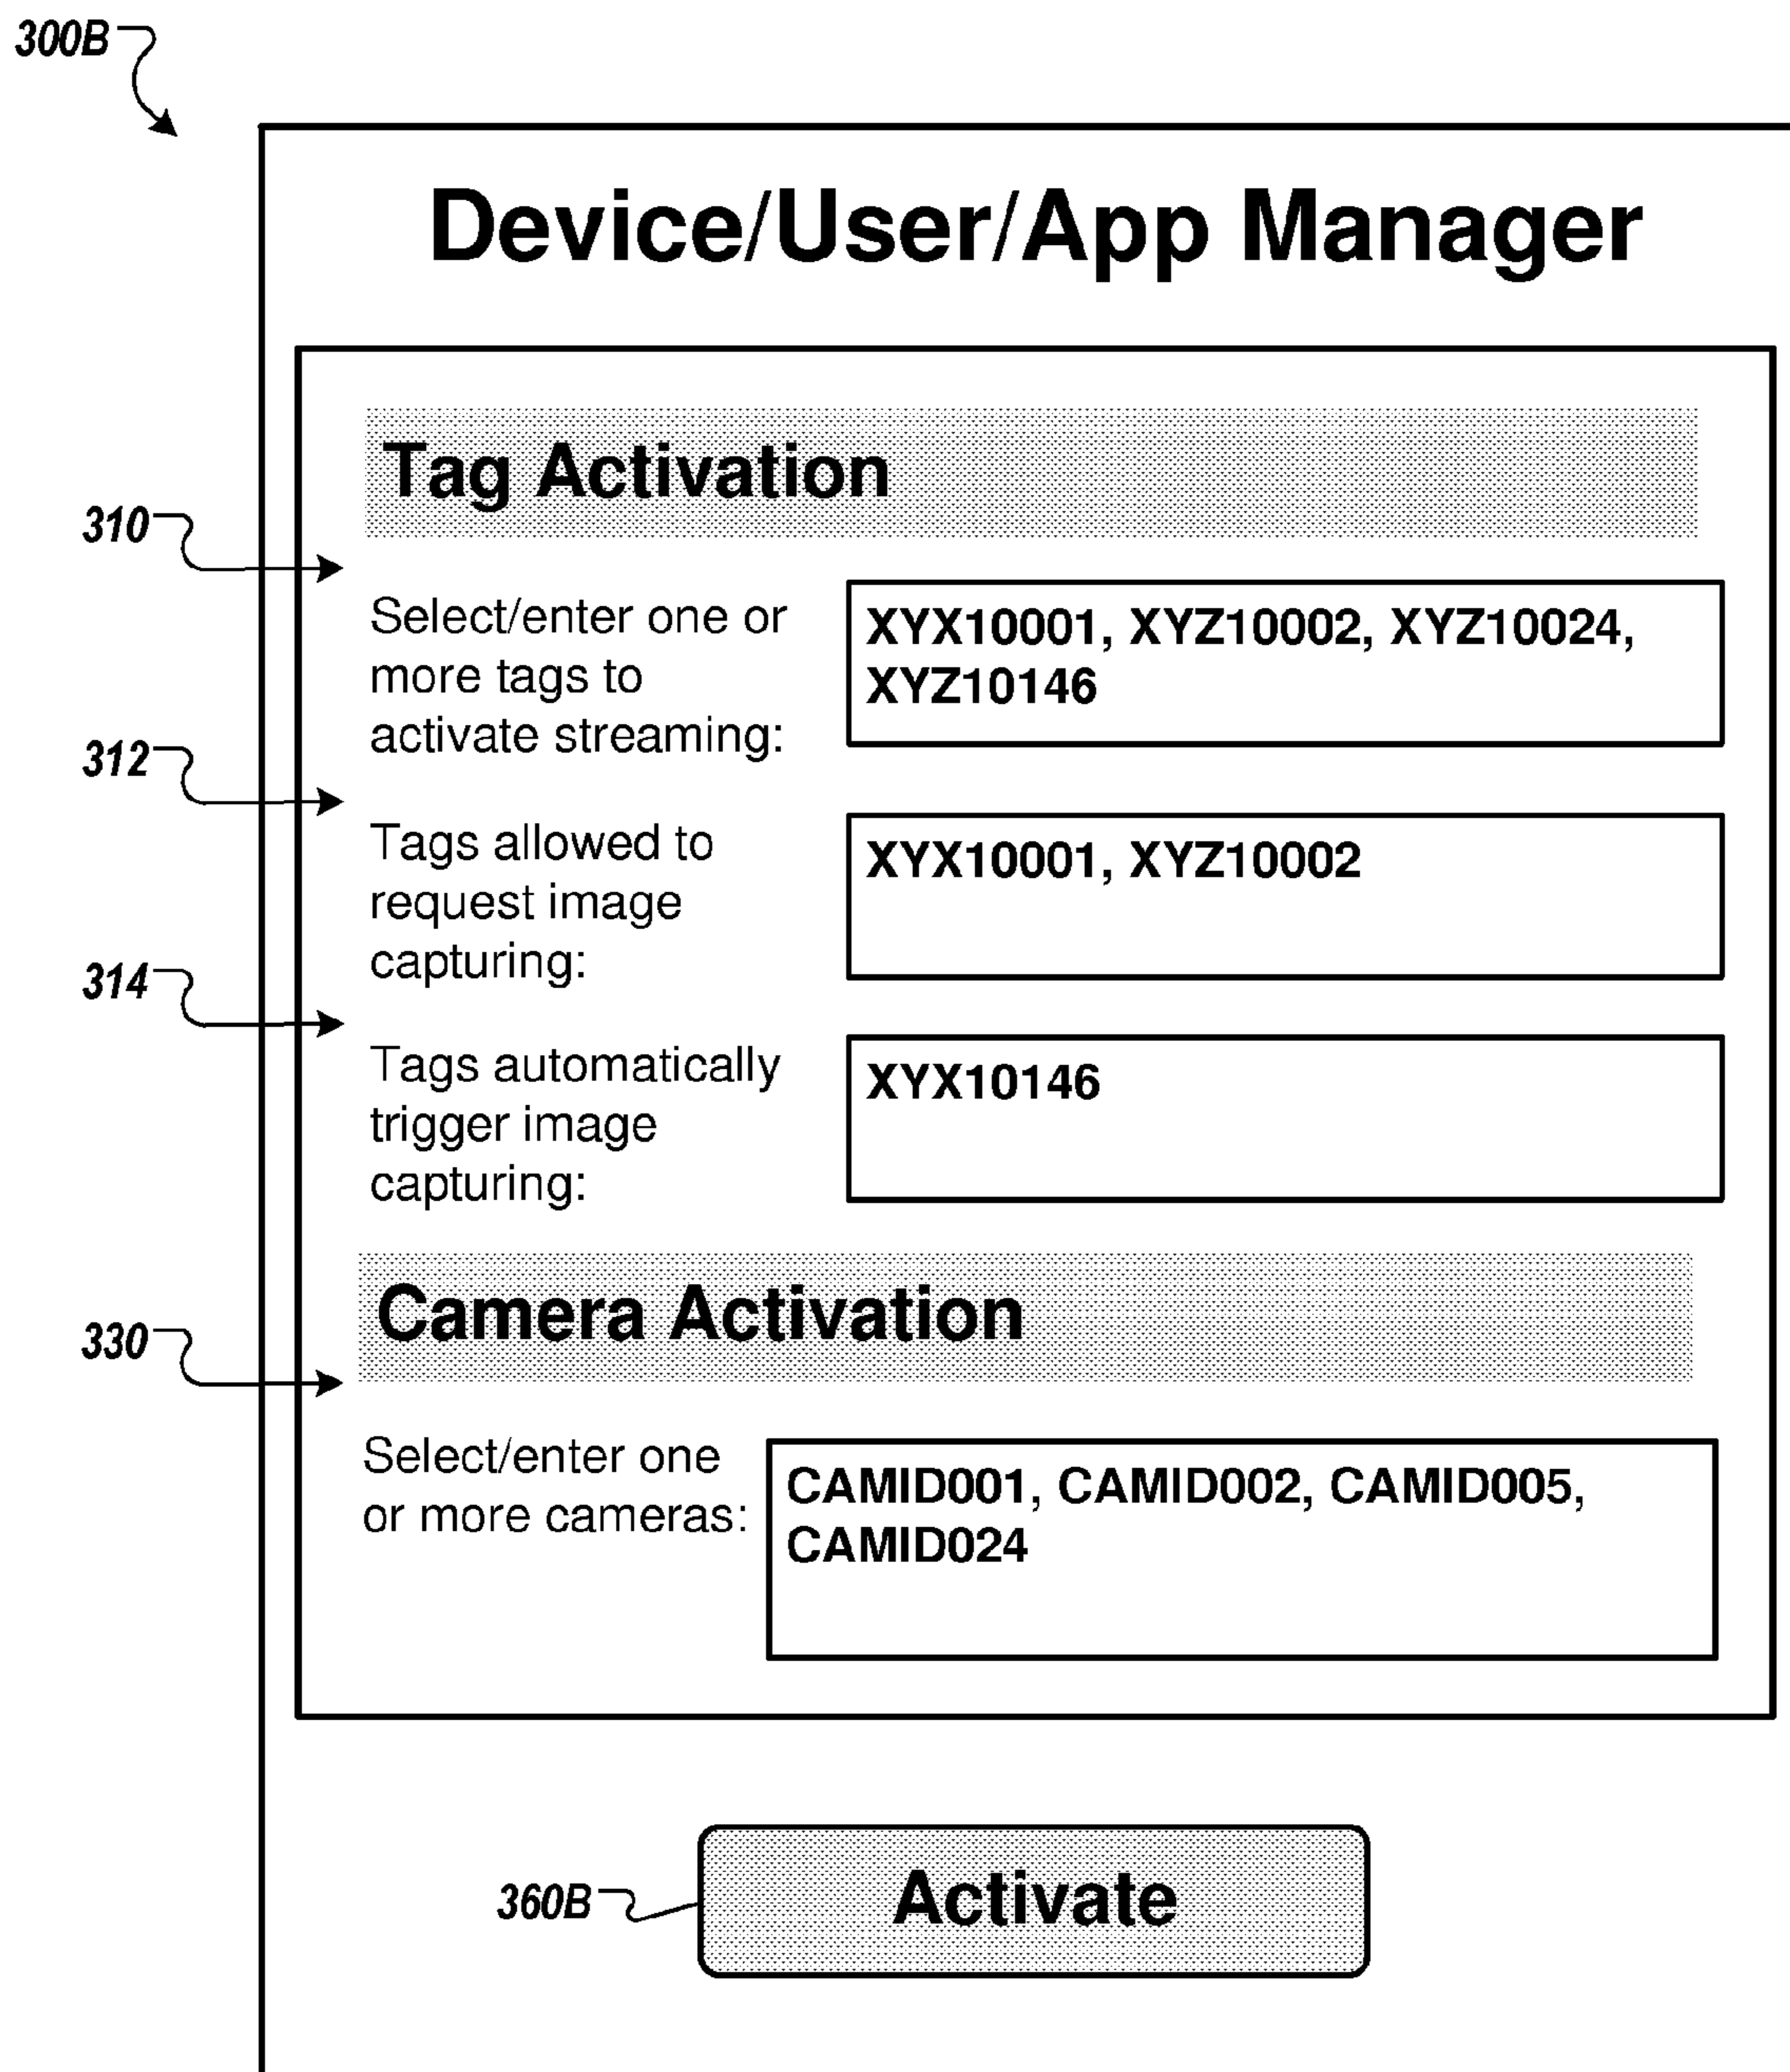 300B
Device/User/App Manager
Tag Activation
310
Select/enter one or
more tags to
activate streaming:
XYX10001, XYZ10002, XYZ10024,
XYZ10146
312
Tags allowed to
request image
capturing:
XYX10001, XYZ10002
314
Tags automatically
trigger image
capturing:
XYX10146
Camera Activation
330
Select/enter one
or more cameras:
CAMID001, CAMID002, CAMID005,
CAMID024
360B
Activate